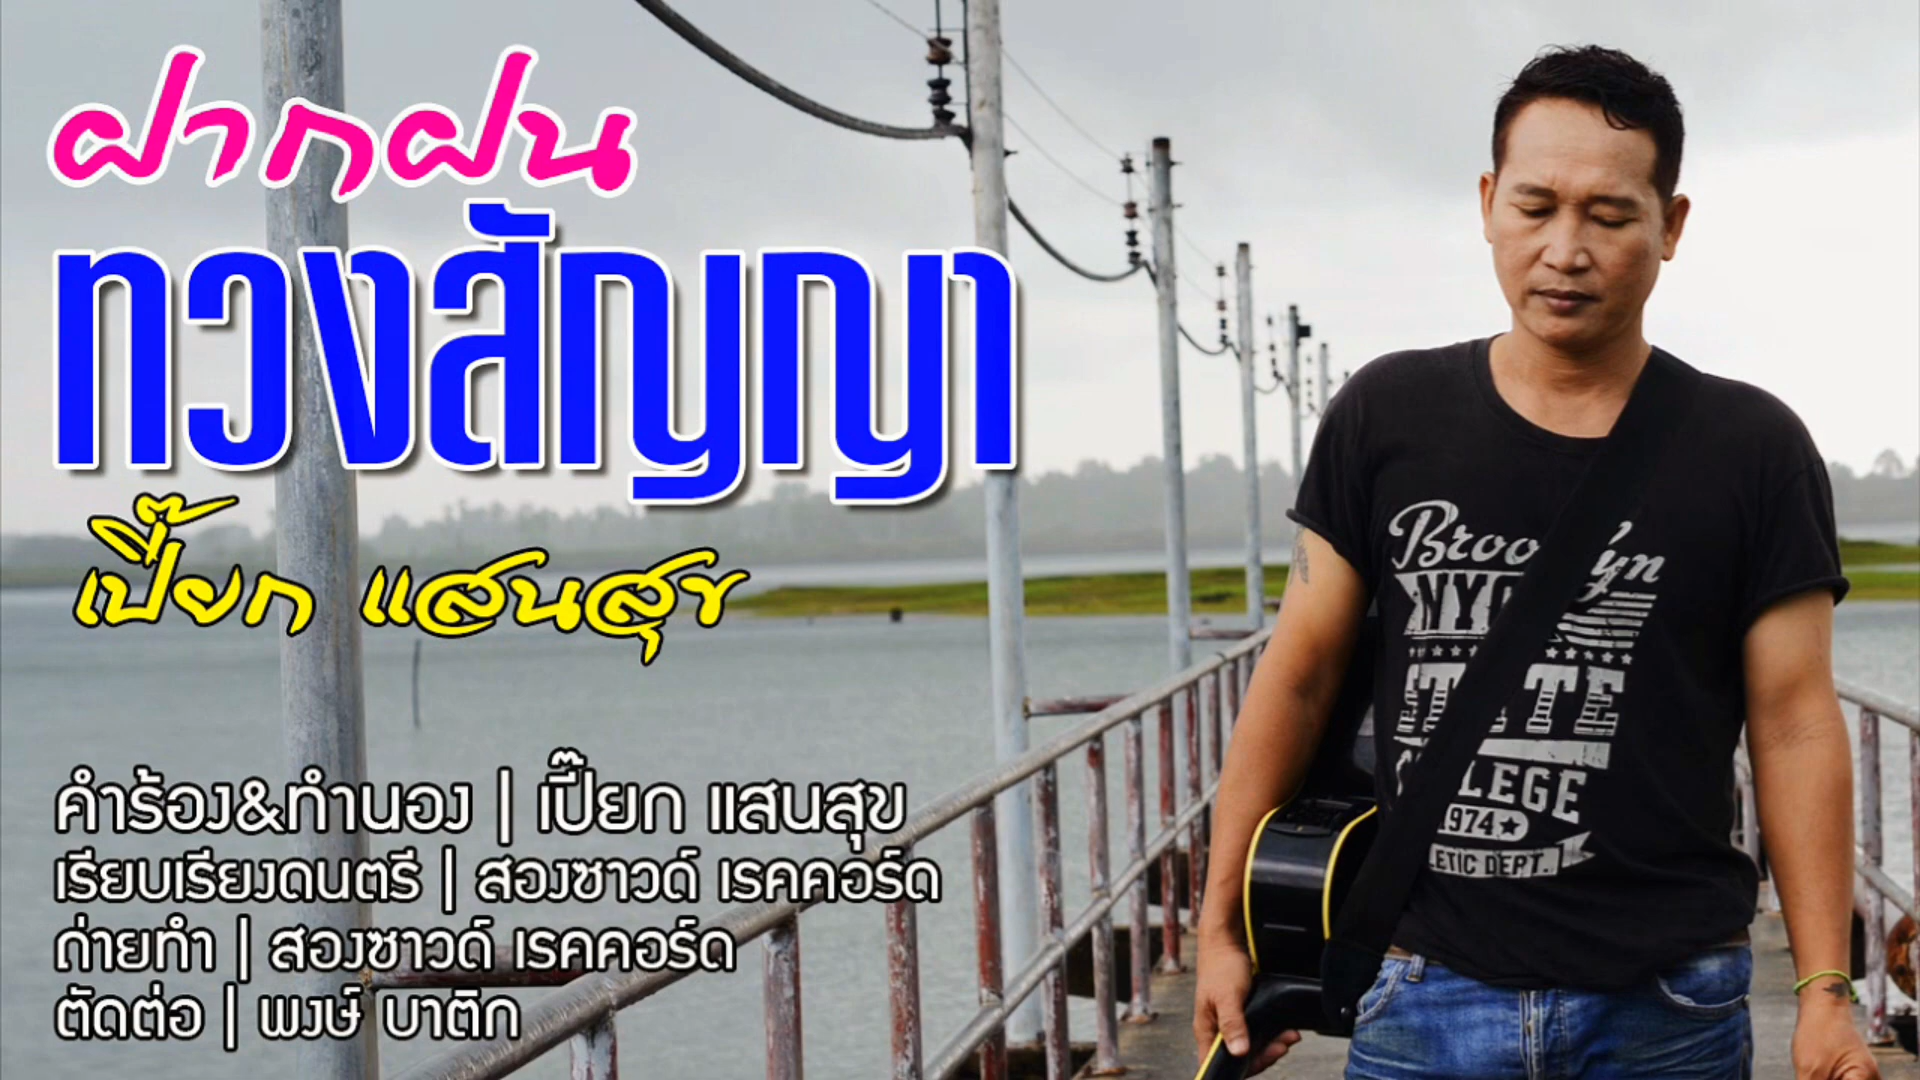 ฝากฝน
ทวงสัญญา
เปี๊ยก แสนสุข
คำร้อง&ทำนอง | เปี๊ยก แสนสุข
เรียบเรียงดนตรี | สองซาวด์ เรคคอร์ด
ถ่ายทำ | สองซาวด์ เรคคอร์ด
ตัดต่อ | พงษ์ บาติก
Brooklyn
STATE
LEGE
1974
LETIC DEPT.